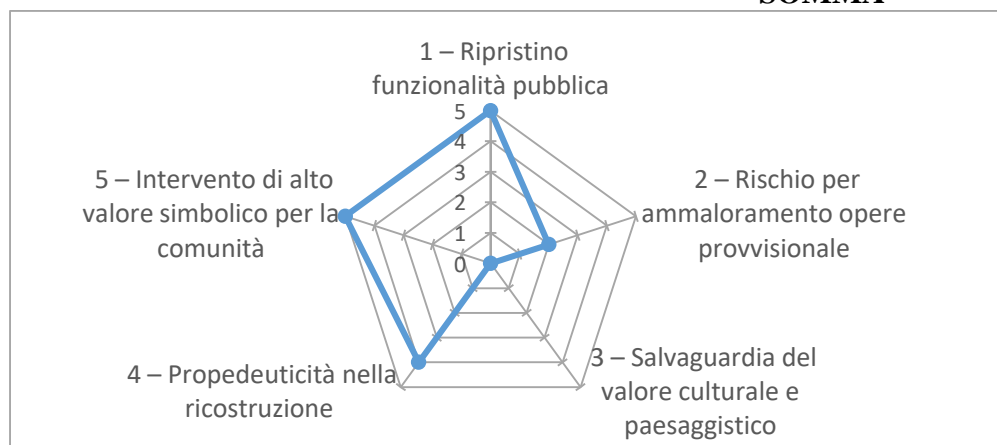 SOMMA
1 – Ripristino
funzionalità pubblica
5
4
3
2
1
0
2 – Rischio per
ammaloramento opere
provvisionale
3 – Salvaguardia del
valore culturale e
paesaggistico
4 – Propedeuticità nella
ricostruzione
5 – Intervento di alto
valore simbolico per la
comunità